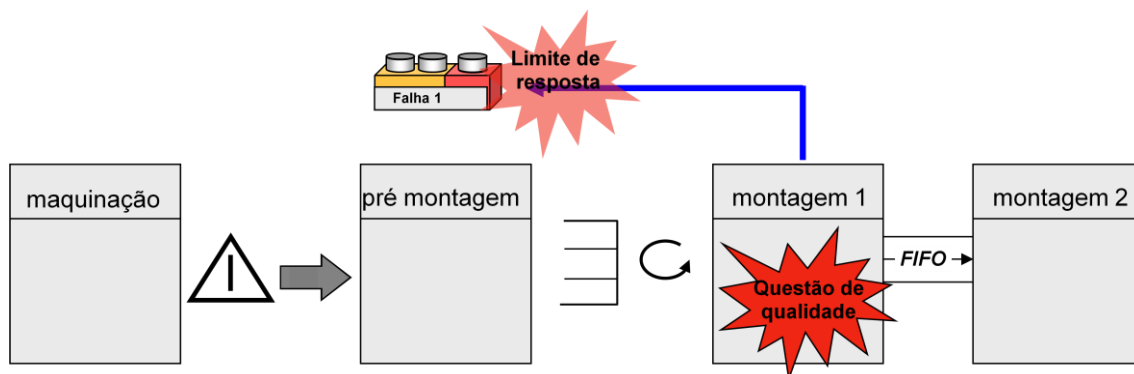 Limite de
resposta
Falha 1
maquinação
pré montagem
montagem 1
montagem 2
I
FIFO
Questão de
qualidade